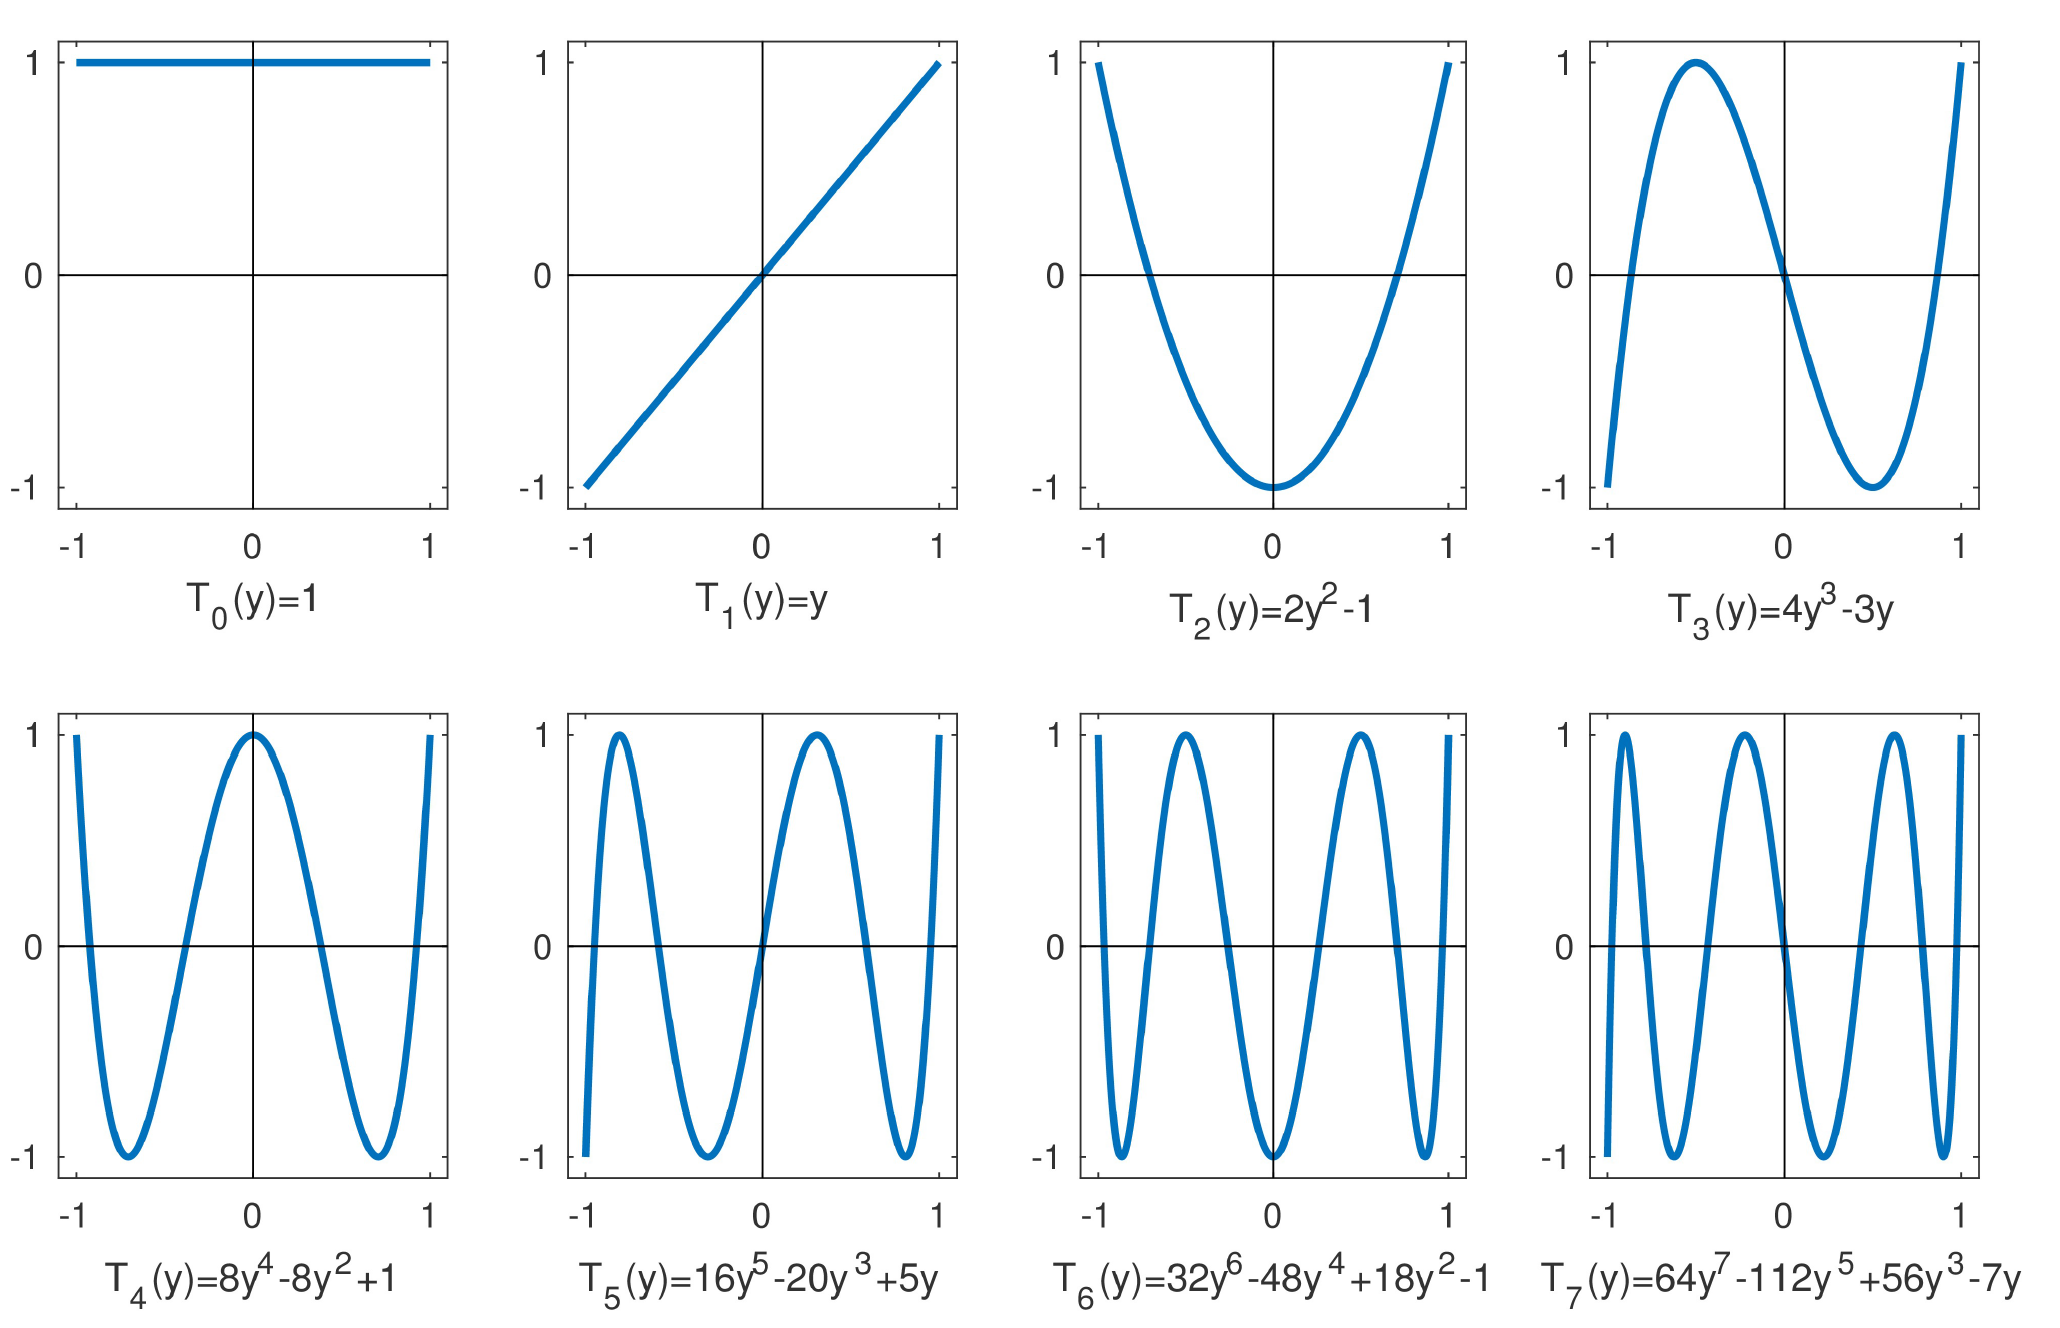 1 1 1 1
0 0 0 0
-1 -1 -1 -1
-1 0 1 -1 0 1 -1 0 1 -1 0 1
T₀(y)=1 T₁(y)=y T₂(y)=2y²-1 T₃(y)=4y³-3y
1 1 1 1
0 0 0 0
-1 -1 -1 -1
-1 0 1 -1 0 1 -1 0 1 -1 0 1
T₄(y)=8y⁴-8y²+1 T₅(y)=16y⁵-20y³+5y T₆(y)=32y⁶-48y⁴+18y²-1 T₇(y)=64y⁷-112y⁵+56y³-7y